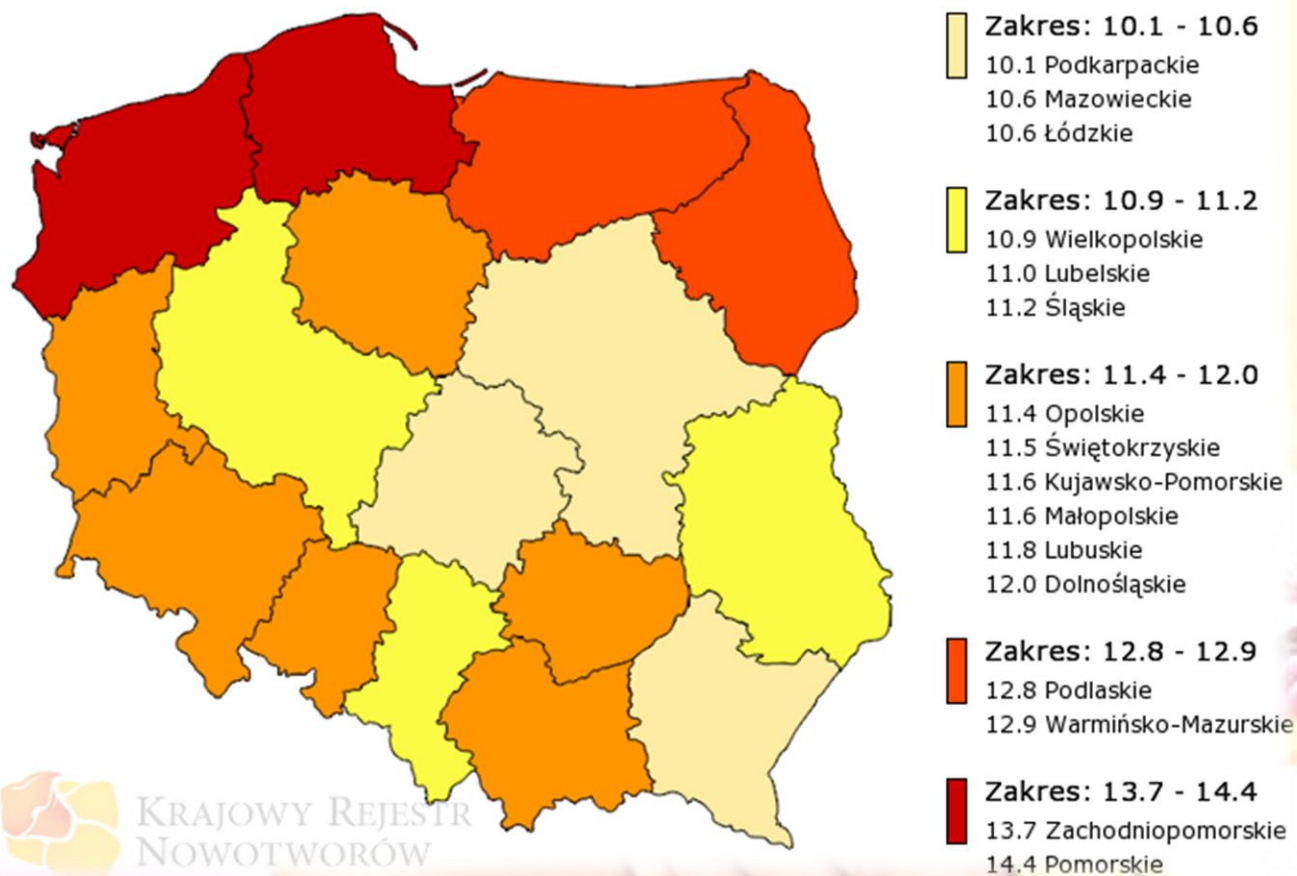 Zakres: 10.1 - 10.6
10.1 Podkarpackie
10.6 Mazowieckie
10.6 Łódzkie
Zakres: 10.9 - 11.2
10.9 Wielkopolskie
11.0 Lubelskie
11.2 Śląskie
Zakres: 11.4 - 12.0
11.4 Opolskie
11.5 Świętokrzyskie
11.6 Kujawsko-Pomorskie
11.6 Małopolskie
11.8 Lubuskie
12.0 Dolnośląskie
Zakres: 12.8 - 12.9
12.8 Podlaskie
12.9 Warmińsko-Mazurskie
Zakres: 13.7 - 14.4
13.7 Zachodniopomorskie
14.4 Pomorskie
KRAJOWY REJESTR
NOWOTWORÓW